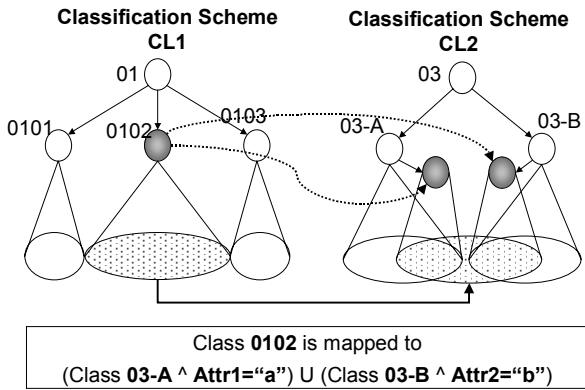 Classification Scheme
CL1
Classification Scheme
CL2
01
03
0101
0102
0103
03-A
03-B
Class 0102 is mapped to
(Class 03-A ^ Attr1=“a”) U (Class 03-B ^ Attr2=“b”)